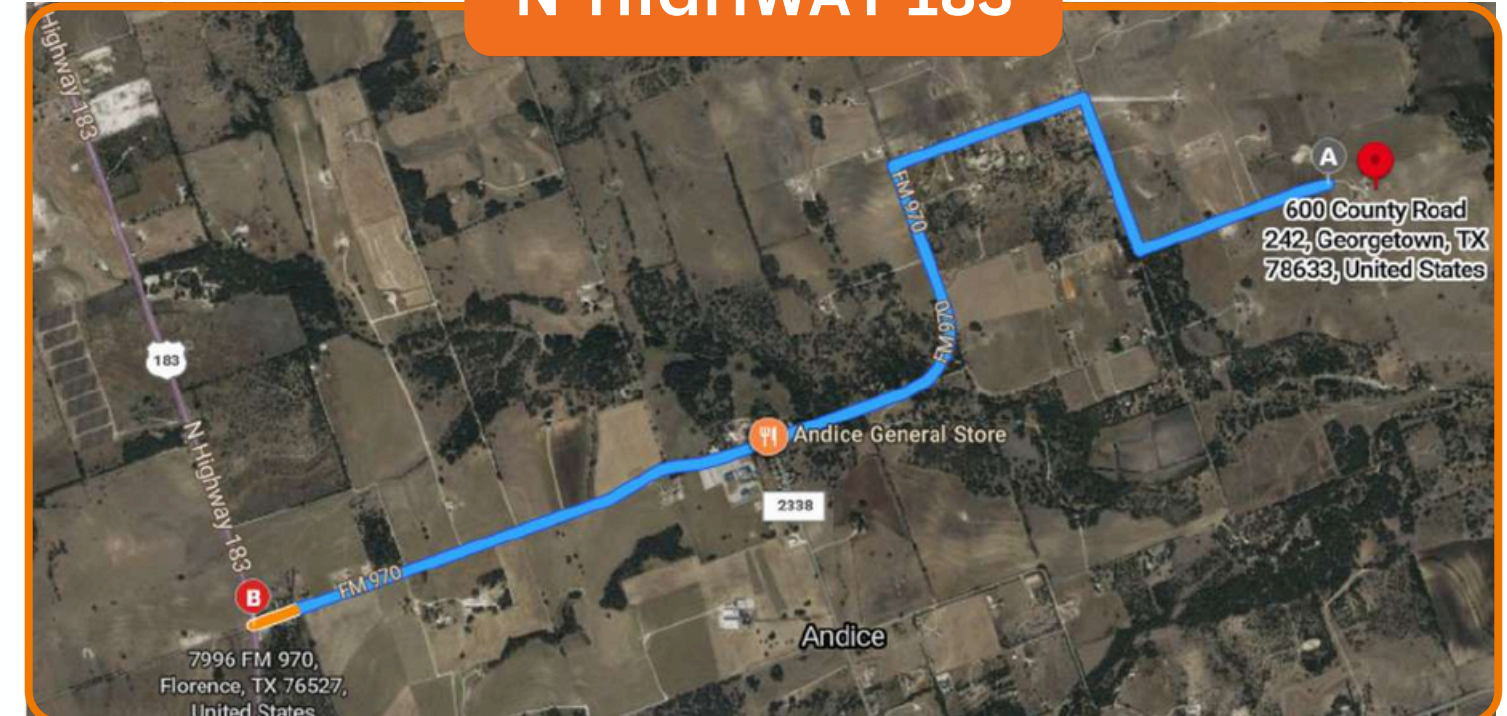 N HIGHWAY 183
Highway 183
A
600 County Road
242, Georgetown, TX
78633, United States
FM 970
FM 970
183
N Highway 183
Andice General Store
2338
FM 970
B
Andice
7996 FM 970,
Florence, TX 76527,
United States